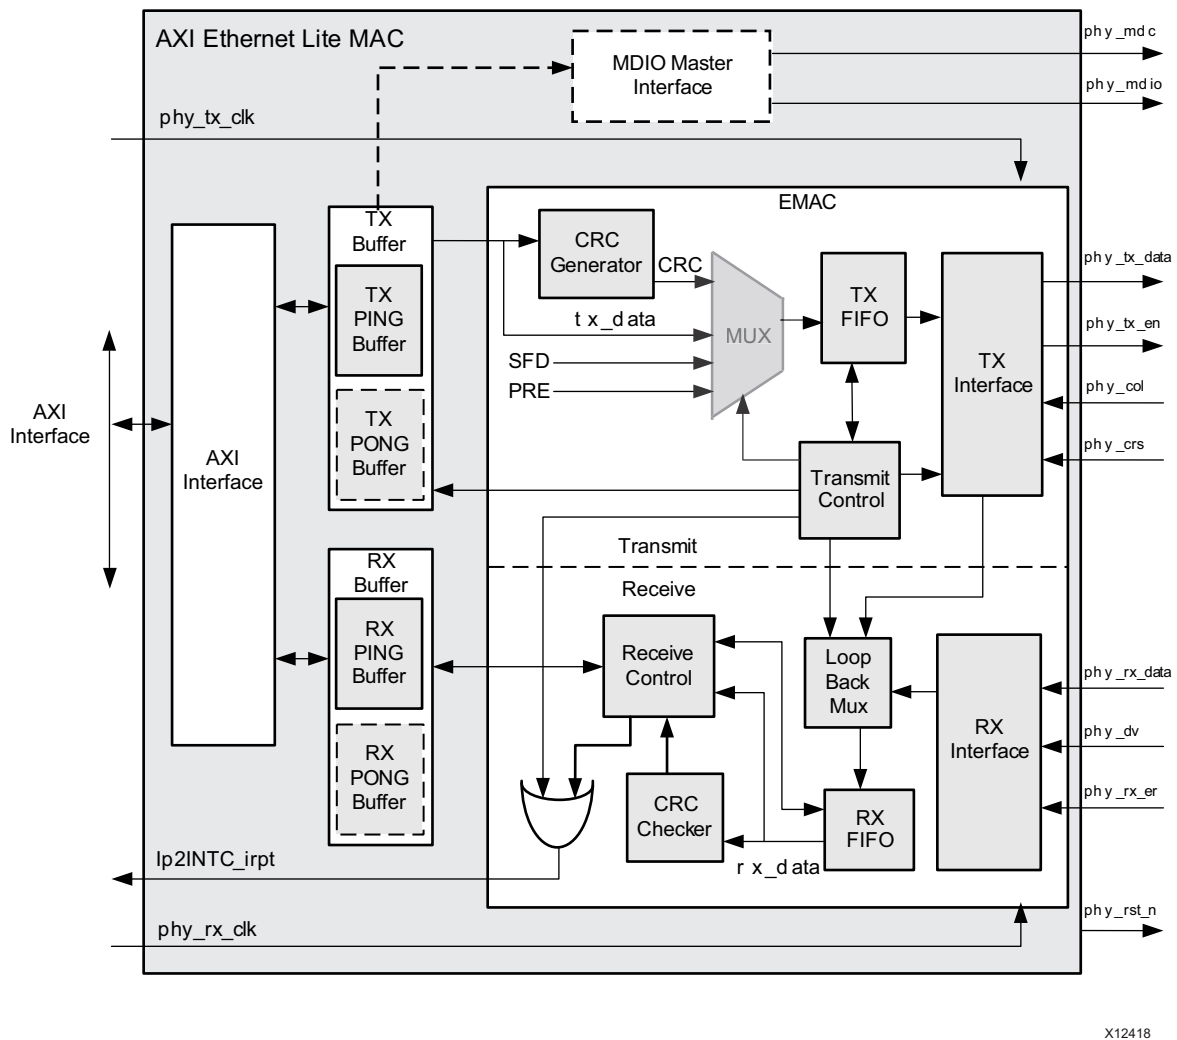 AXI Ethernet Lite MAC
MDIO Master
Interface
phy_mdc
phy_mdio
phy_tx_clk
EMAC
TX
Buffer
TX
PING
Buffer
TX
PONG
Buffer
CRC
Generator
CRC
tx_data
SFD
PRE
MUX
TX
FIFO
TX
Interface
phy_tx_data
phy_tx_en
phy_col
phy_crs
AXI
Interface
AXI
Interface
Transmit
Control
Transmit
Receive
RX
Buffer
RX
PING
Buffer
RX
PONG
Buffer
Receive
Control
Loop
Back
Mux
RX
Interface
phy_rx_data
phy_dv
phy_rx_er
CRC
Checker
RX
FIFO
rx_data
Ip2INTC_irpt
phy_rx_clk
phy_rst_n
X12418